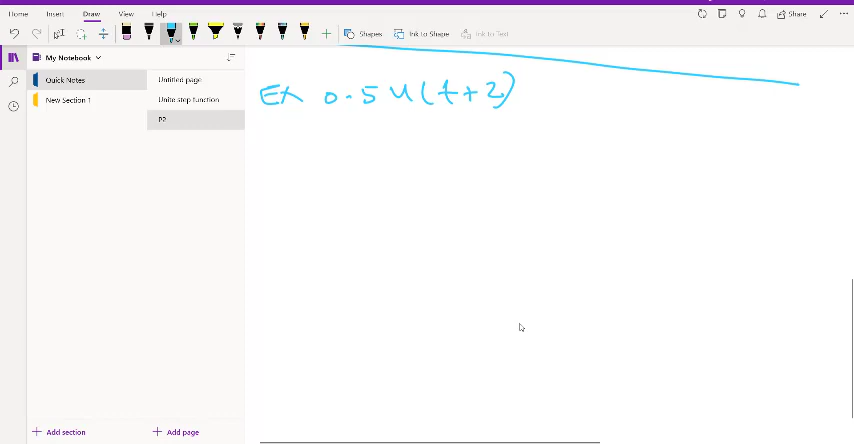 Home Insert Draw View Help
Share
Shapes Ink to Shape Ink to Text
My Notebook
Quick Notes Untitled page
New Section 1 Unite step function
P2
Ex 0.5 u(t+2)
+ Add section + Add page